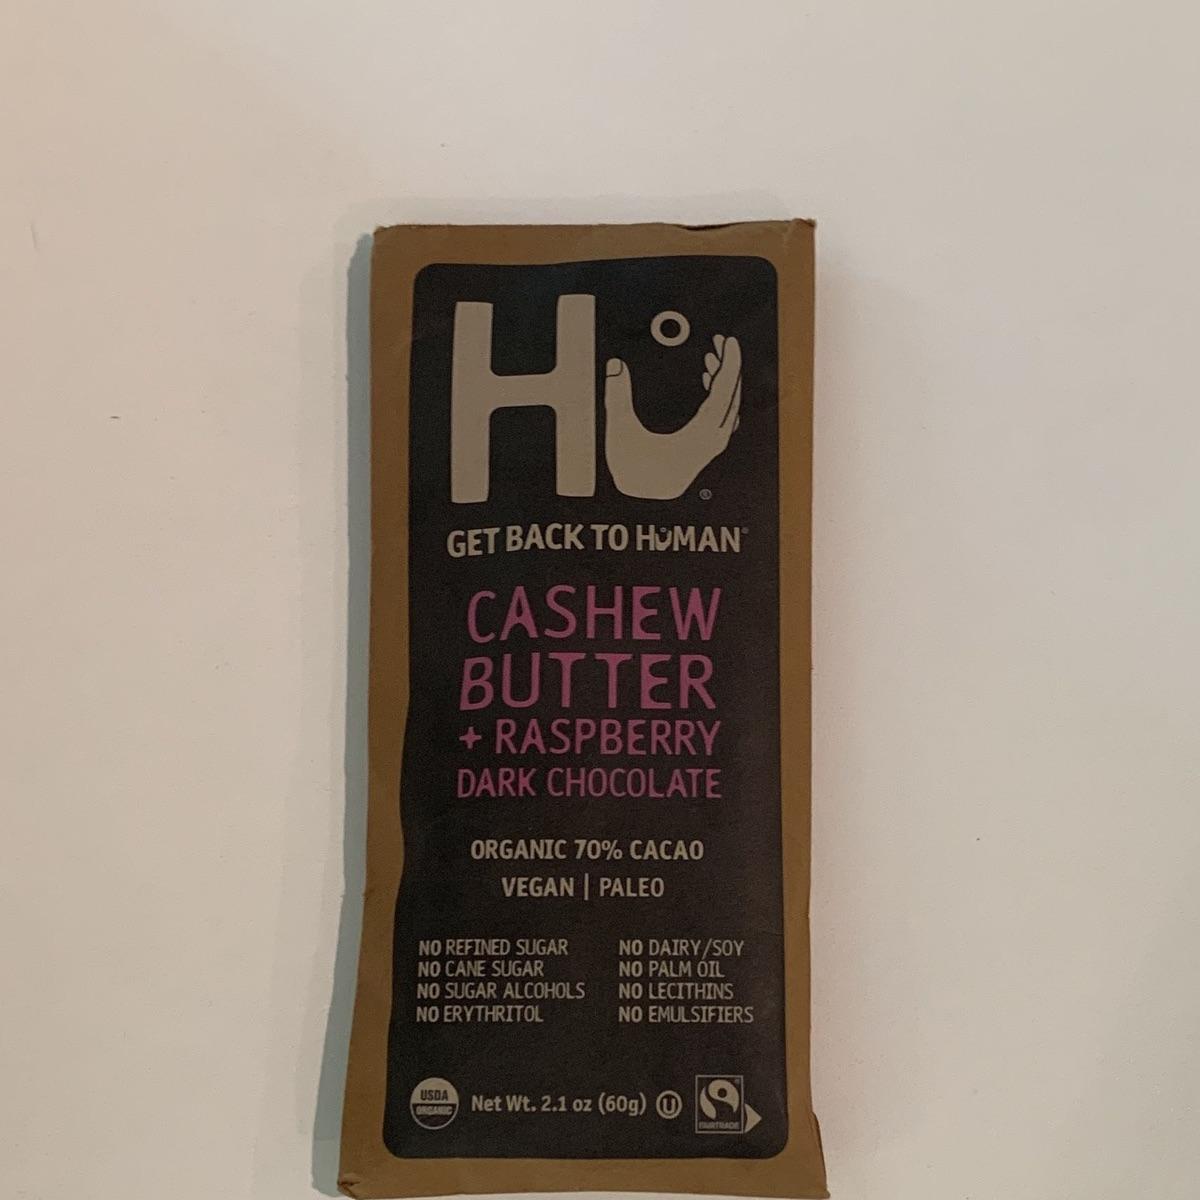 Hu®
GET BACK TO HUMAN®
CASHEW
BUTTER
+ RASPBERRY
DARK CHOCOLATE
ORGANIC 70% CACAO
VEGAN | PALEO
NO REFINED SUGAR
NO CANE SUGAR
NO SUGAR ALCOHOLS
NO ERYTHRITOL
NO DAIRY/SOY
NO PALM OIL
NO LECITHINS
NO EMULSIFIERS
USDA
ORGANIC
Net Wt. 2.1 oz (60g) U
FAIRTRADE